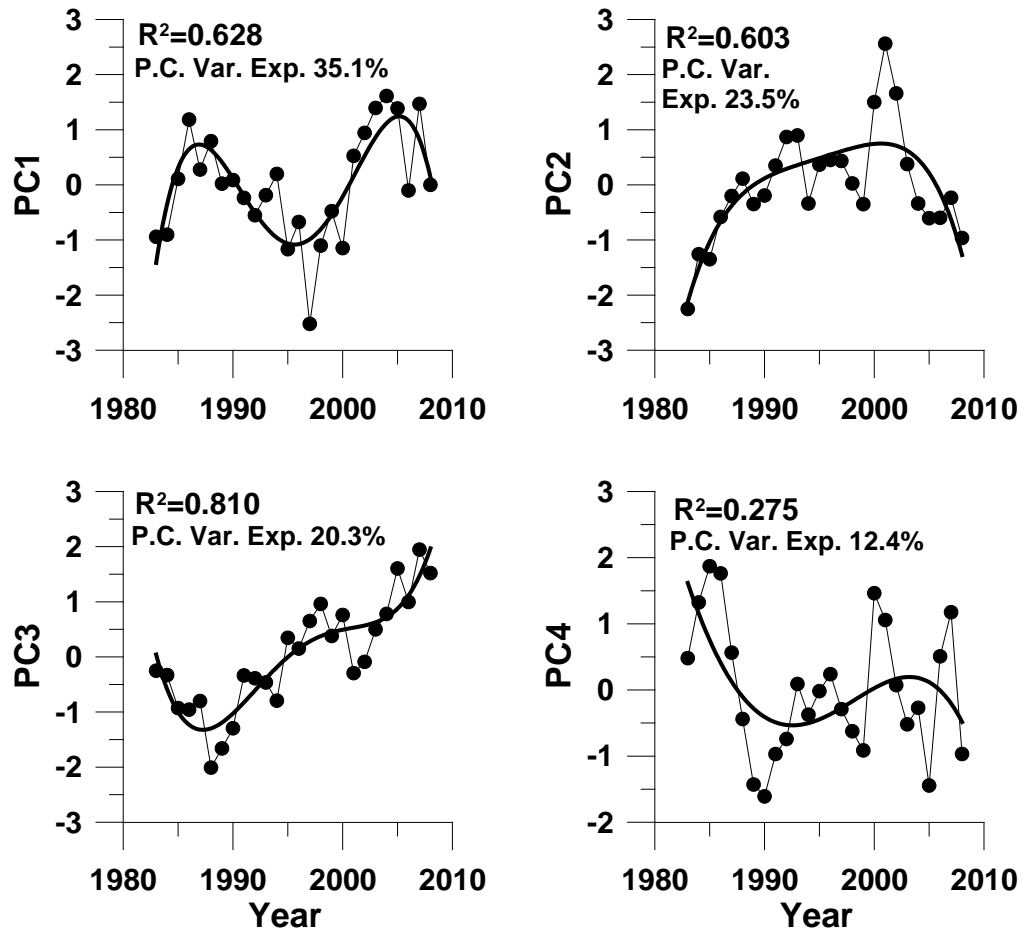 3
2
1
0
-1
-2
-3
PC1
R²=0.628
P.C. Var. Exp. 35.1%
1980 1990 2000 2010
3
2
1
0
-1
-2
-3
PC2
R²=0.603
P.C. Var.
Exp. 23.5%
1980 1990 2000 2010
3
2
1
0
-1
-2
-3
PC3
R²=0.810
P.C. Var. Exp. 20.3%
1980 1990 2000 2010
Year
3
2
1
0
-1
-2
PC4
R²=0.275
P.C. Var. Exp. 12.4%
1980 1990 2000 2010
Year